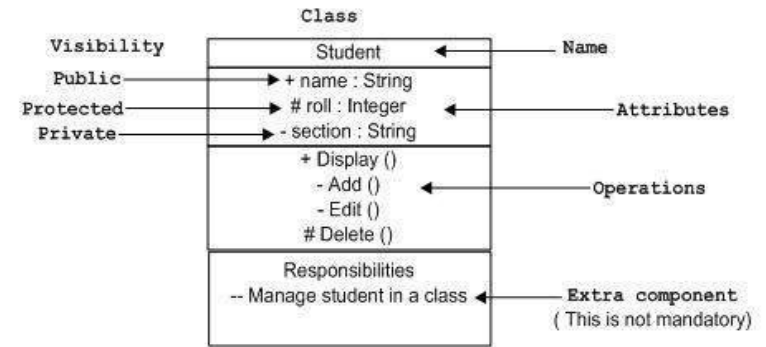 Class
Visibility Student Name
Public + name : String
Protected # roll : Integer Attributes
Private - section : String
+ Display ()
- Add () Operations
- Edit ()
# Delete ()
Responsibilities
-- Manage student in a class Extra component
( This is not mandatory)